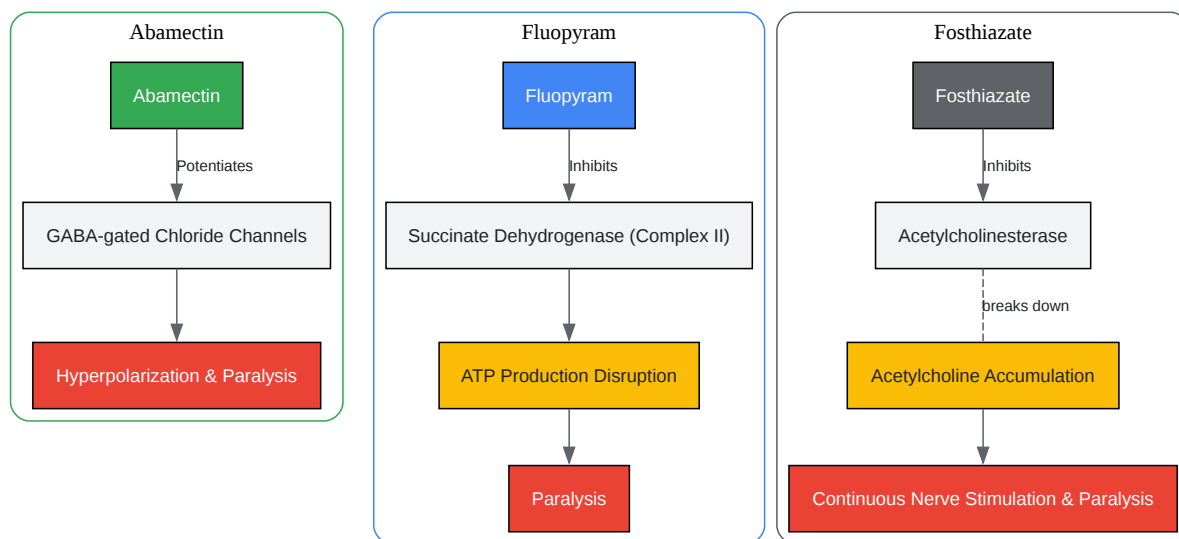 Abamectin
Abamectin
Potentiates
GABA-gated Chloride Channels
Hyperpolarization & Paralysis
Fluopyram
Fluopyram
Inhibits
Succinate Dehydrogenase (Complex II)
ATP Production Disruption
Paralysis
Fosthiazate
Fosthiazate
Inhibits
Acetylcholinesterase
breaks down
Acetylcholine Accumulation
Continuous Nerve Stimulation & Paralysis